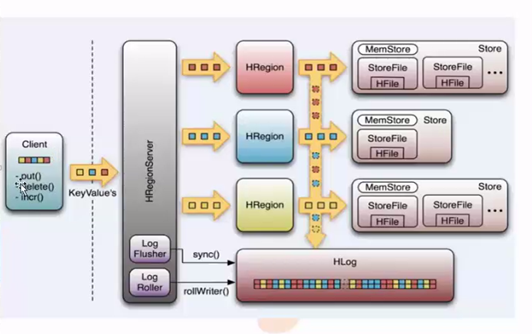 Client
- put()
- delete()
- incr()
KeyValue's
HRegionServer
Log
Flusher
Log
Roller
sync()
rollWriter()
HRegion
MemStore
Store
StoreFile
HFile
StoreFile
HFile
...
HRegion
MemStore
Store
StoreFile
HFile
HRegion
MemStore
Store
StoreFile
HFile
StoreFile
HFile
...
HLog